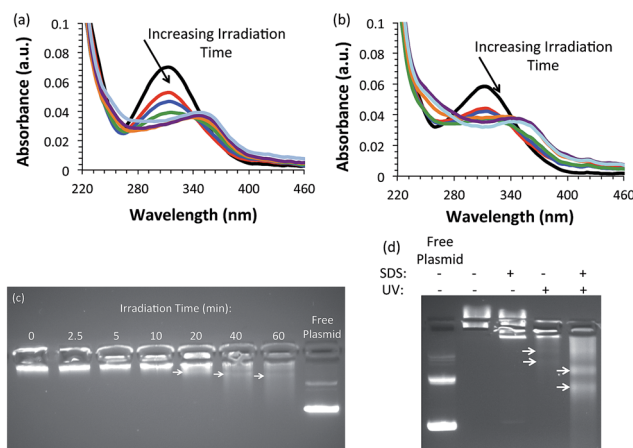 (a)
Increasing Irradiation
Time
Absorbance (a.u.)
0.1
0.08
0.06
0.04
0.02
0
220 280 340 400 460
Wavelength (nm)
(b)
Increasing Irradiation
Time
Absorbance (a.u.)
0.1
0.08
0.06
0.04
0.02
0
220 280 340 400 460
Wavelength (nm)
(c)
Irradiation Time (min):
Free
Plasmid
0 2.5 5 10 20 40 60
(d)
Free
Plasmid
SDS: - - + - +
UV: - - - + +